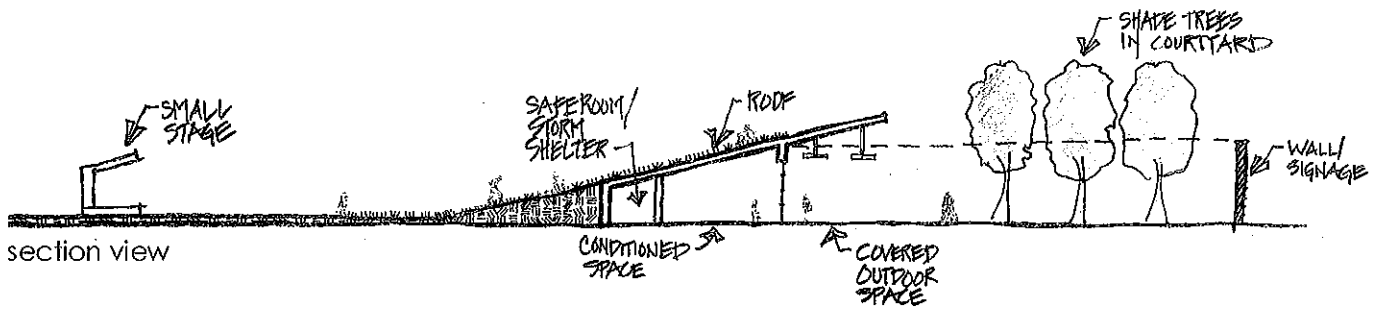 SMALL
STAGE
SAFEROOM/
STORM
SHELTER
ROOF
SHADE TREES
IN COURTYARD
WALL/
SIGNAGE
section view
CONDITIONED
SPACE
COVERED
OUTDOOR
SPACE